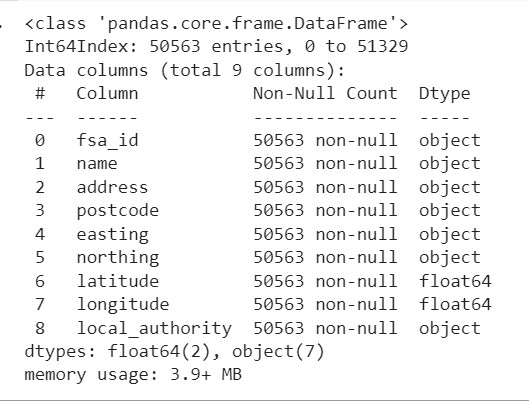 <class 'pandas.core.frame.DataFrame'>
Int64Index: 50563 entries, 0 to 51329
Data columns (total 9 columns):
 #   Column           Non-Null Count  Dtype
---  ------           --------------  -----
 0   fsa_id           50563 non-null  object
 1   name             50563 non-null  object
 2   address          50563 non-null  object
 3   postcode         50563 non-null  object
 4   easting          50563 non-null  object
 5   northing         50563 non-null  object
 6   latitude         50563 non-null  float64
 7   longitude        50563 non-null  float64
 8   local_authority  50563 non-null  object
dtypes: float64(2), object(7)
memory usage: 3.9+ MB